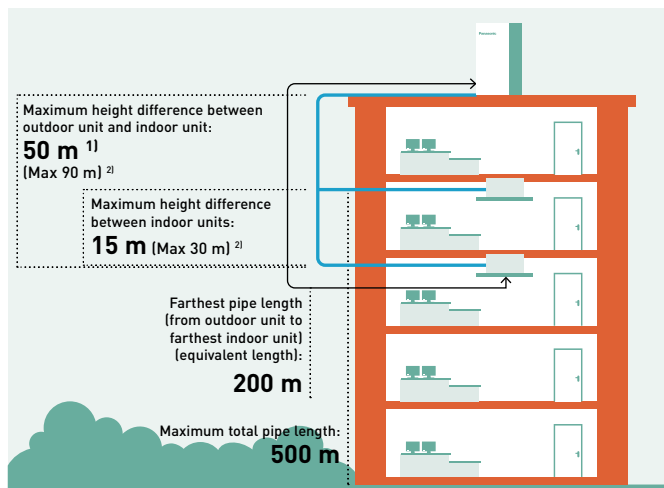 Panasonic
Maximum height difference between
outdoor unit and indoor unit:
50 m 1)
(Max 90 m) 2)
Maximum height difference
between indoor units:
15 m (Max 30 m) 2)
Farthest pipe length
(from outdoor unit to
farthest indoor unit)
(equivalent length):
200 m
Maximum total pipe length:
500 m